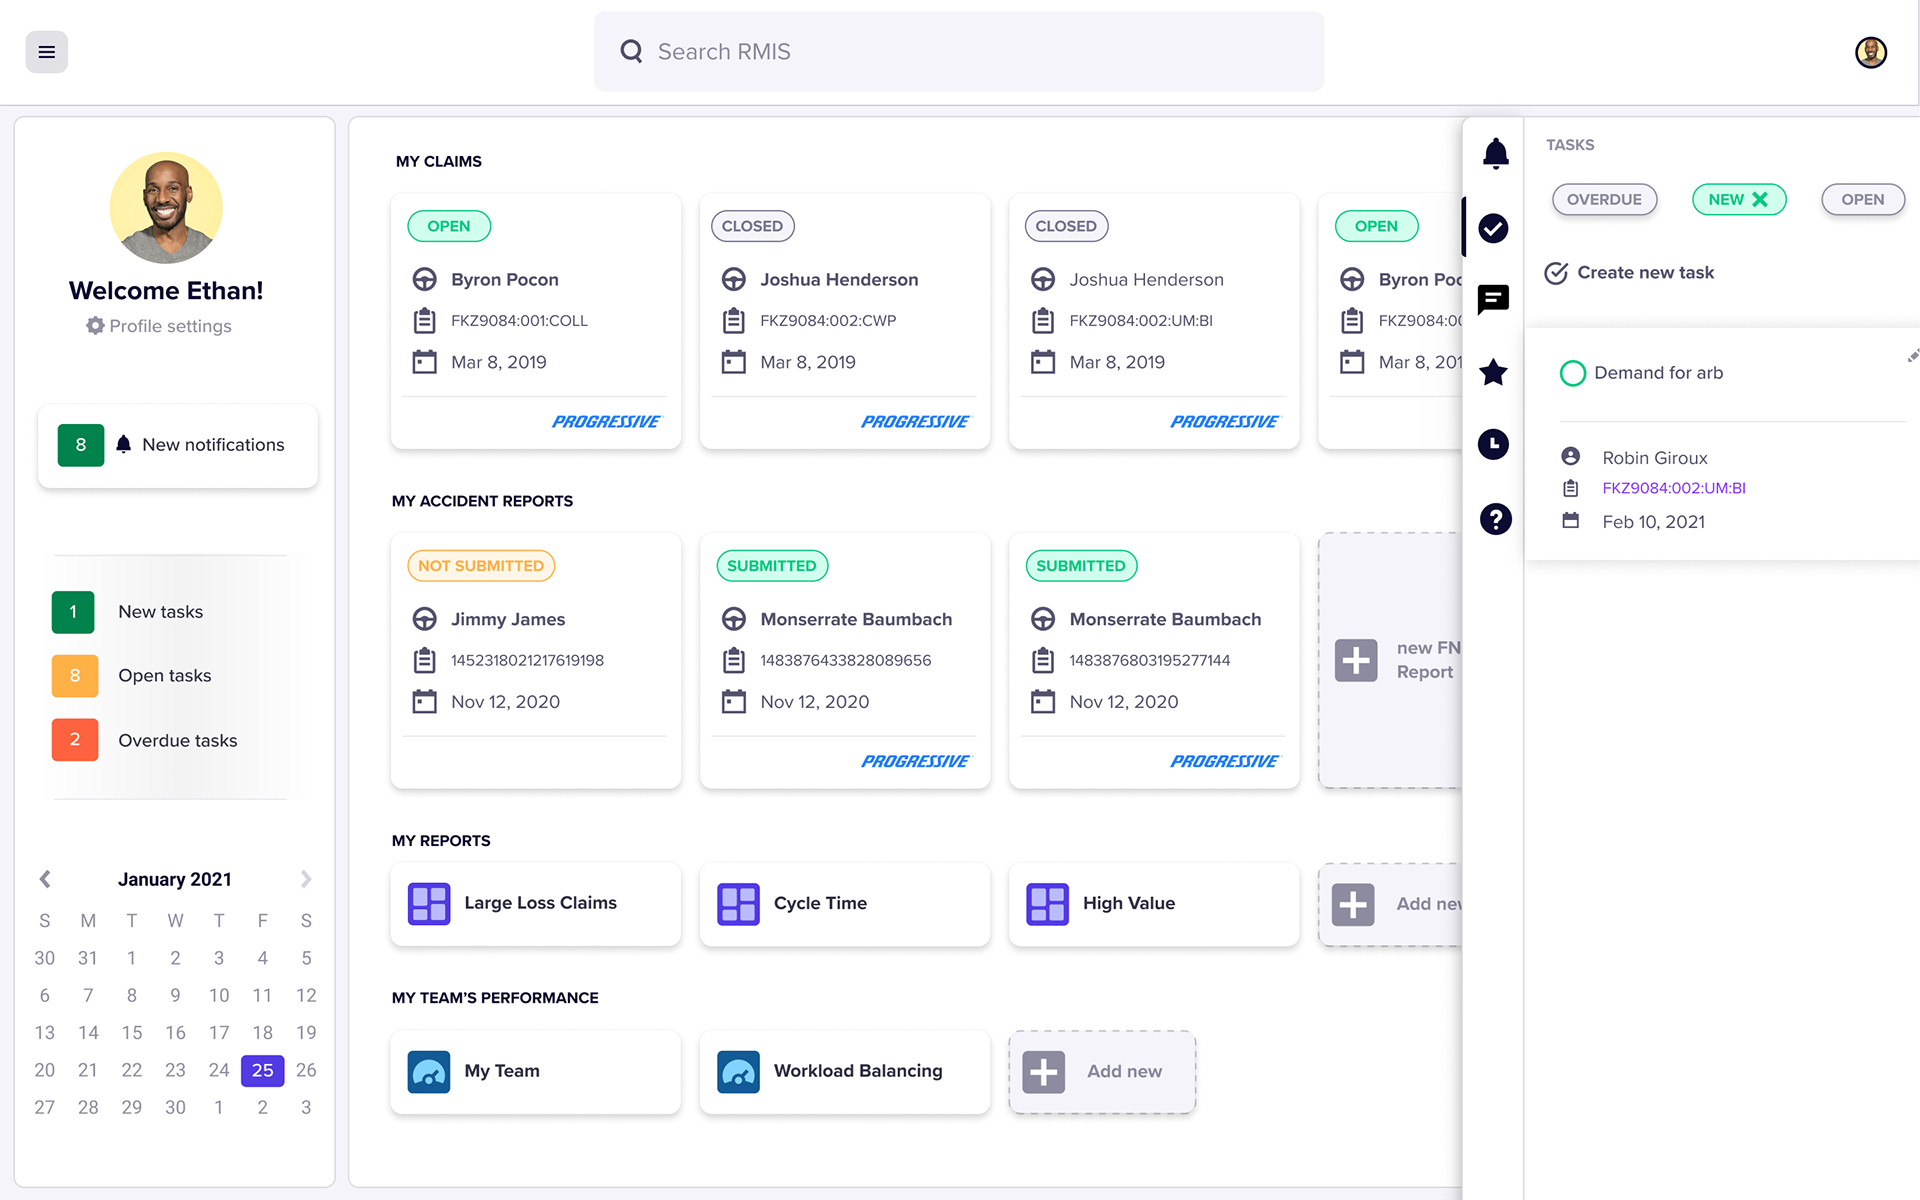 Search RMIS
Welcome Ethan!
Profile settings
8 New notifications
1 New tasks
8 Open tasks
2 Overdue tasks
January 2021
S M T W T F S
30 31 1 2 3 4 5
6 7 8 9 10 11 12
13 14 15 16 17 18 19
20 21 22 23 24 25 26
27 28 29 30 1 2 3
MY CLAIMS
OPEN
Byron Pocon
FKZ9084:001:COLL
Mar 8, 2019
PROGRESSIVE
CLOSED
Joshua Henderson
FKZ9084:002:CWP
Mar 8, 2019
PROGRESSIVE
CLOSED
Joshua Henderson
FKZ9084:002:UM:BI
Mar 8, 2019
PROGRESSIVE
OPEN
Byron Poc
FKZ9084:00
Mar 8, 201
MY ACCIDENT REPORTS
NOT SUBMITTED
Jimmy James
1452318021217619198
Nov 12, 2020
SUBMITTED
Monserrate Baumbach
1483876433828089656
Nov 12, 2020
PROGRESSIVE
SUBMITTED
Monserrate Baumbach
1483876803195277144
Nov 12, 2020
PROGRESSIVE
new FN
Report
MY REPORTS
Large Loss Claims
Cycle Time
High Value
Add new
MY TEAM'S PERFORMANCE
My Team
Workload Balancing
Add new
TASKS
OVERDUE
NEW
OPEN
Create new task
Demand for arb
Robin Giroux
FKZ9084:002:UM:BI
Feb 10, 2021